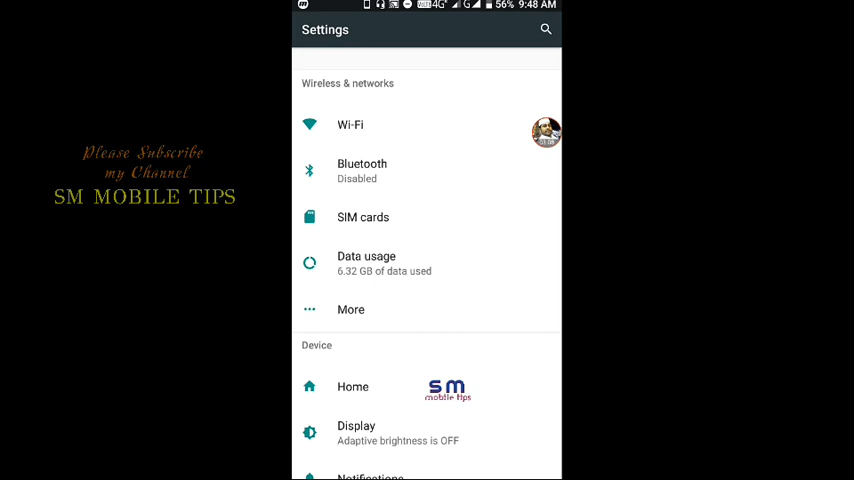 56% 9:48 AM
Settings
Wireless & networks
Wi-Fi
Bluetooth
Disabled
SIM cards
Data usage
6.32 GB of data used
More
Device
Home
sm
mobile tips
Display
Adaptive brightness is OFF
Notifications
Please Subscribe
my Channel
SM MOBILE TIPS